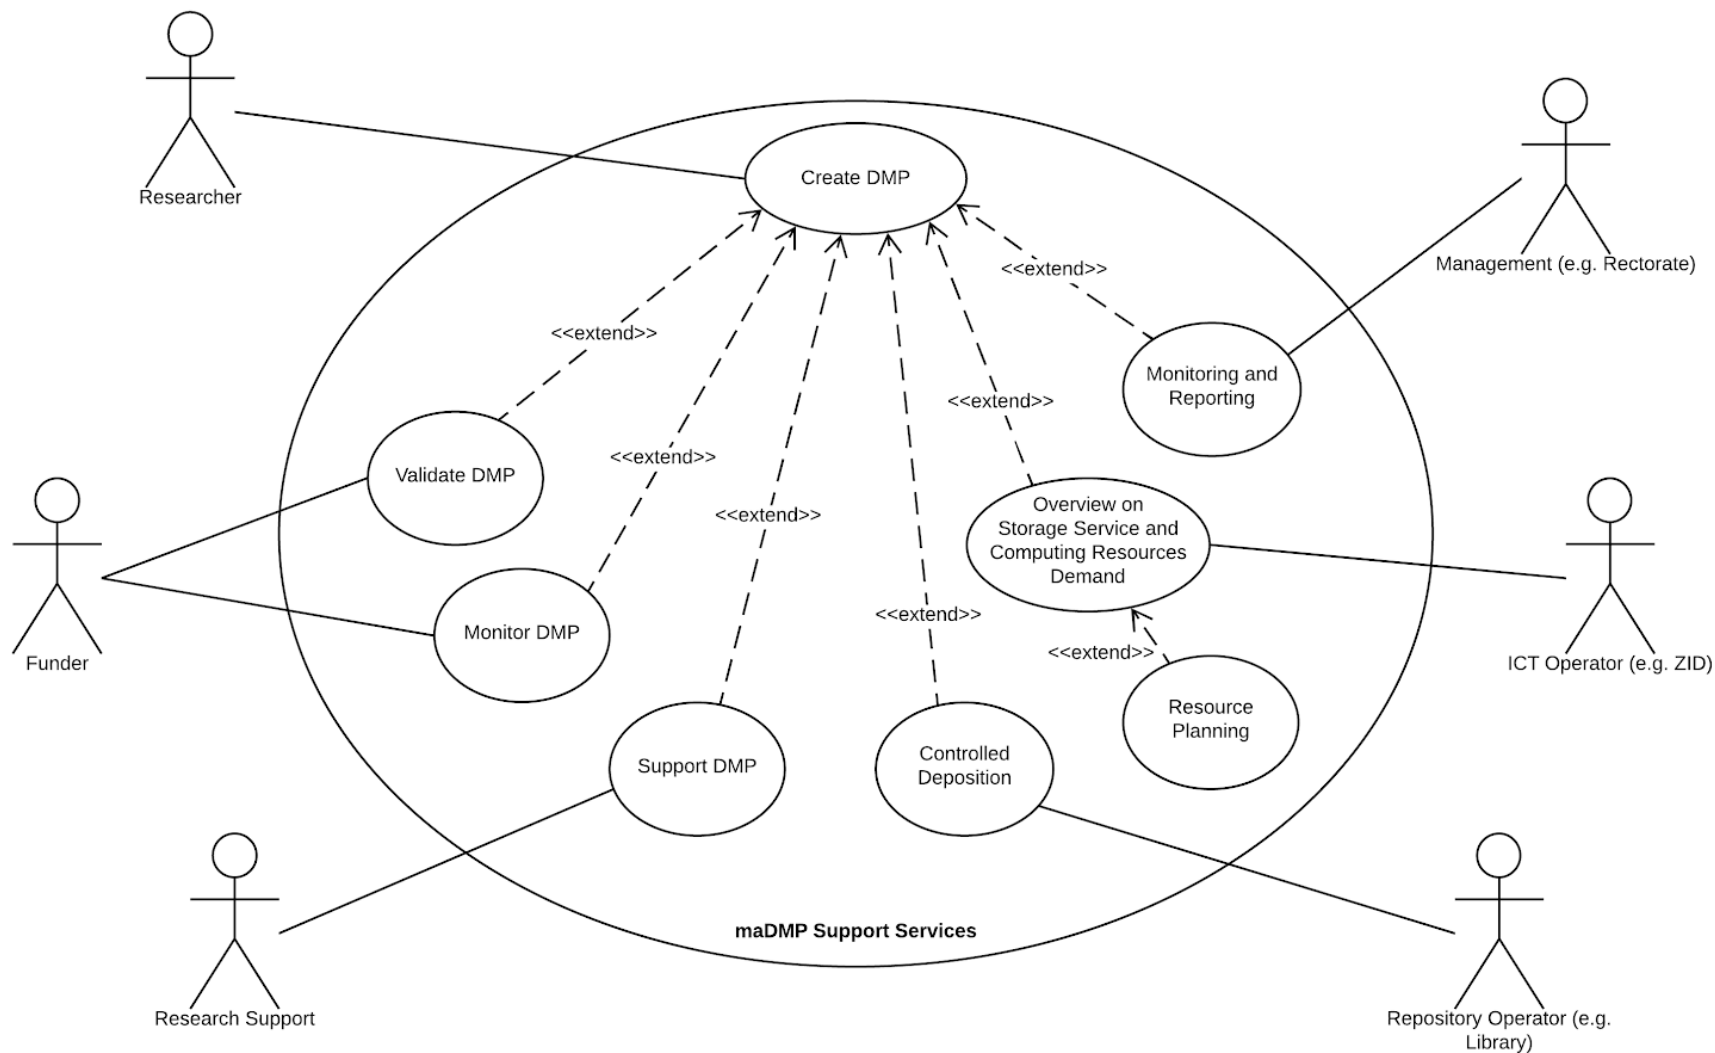 Create DMP
Researcher
Management (e.g. Rectorate)
<<extend>>
<<extend>>
Monitoring and
Reporting
<<extend>>
<<extend>>
Validate DMP
Overview on
Storage Service and
Computing Resources
Demand
<<extend>>
<<extend>>
Monitor DMP
<<extend>>
Funder
ICT Operator (e.g. ZID)
Resource
Planning
Support DMP
Controlled
Deposition
maDMP Support Services
Research Support
Repository Operator (e.g.
Library)